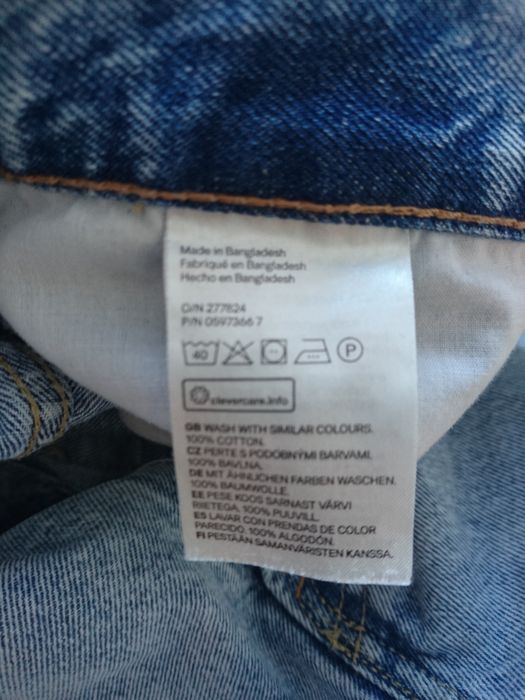 Made in Bangladesh
Fabriqué en Bangladesh
Hecho en Bangladesh
O/N 277824
P/N 0597366 7
40 P
clevercare.info
GB WASH WITH SIMILAR COLOURS.
100% COTTON.
CZ PERTE S PODOBNÝMI BARVAMI.
100% BAVLNA.
DE MIT ÄHNLICHEN FARBEN WASCHEN.
100% BAUMWOLLE.
EE PESE KOOS SARNAST VÄRVI
RIIETEGA, 100% PUUVILL.
ES LAVAR CON PRENDAS DE COLOR
PARECIDO. 100% ALGODÓN.
FI PESTÄÄN SAMANVÄRISTEN KANSSA.